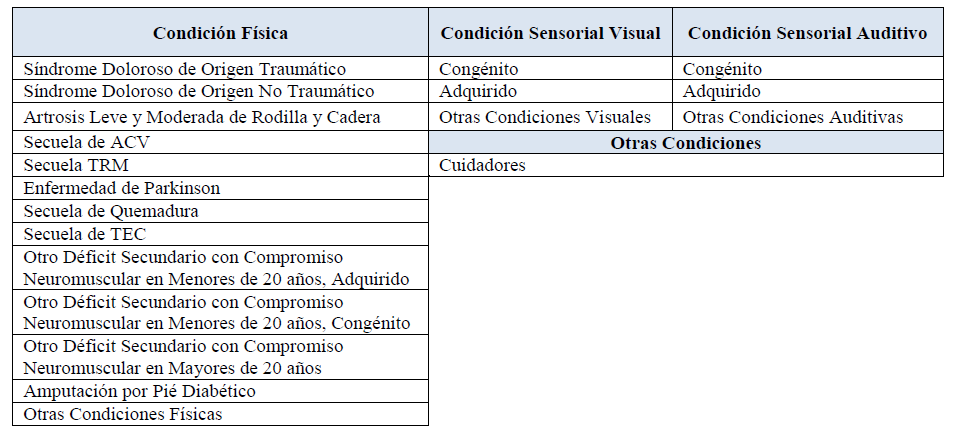 Condición Física Condición Sensorial Visual Condición Sensorial Auditivo
Síndrome Doloroso de Origen Traumático Congénito Congénito
Síndrome Doloroso de Origen No Traumático Adquirido Adquirido
Artrosis Leve y Moderada de Rodilla y Cadera Otras Condiciones Visuales Otras Condiciones Auditivas
Secuela de ACV Otras Condiciones
Secuela TRM Cuidadores
Enfermedad de Parkinson
Secuela de Quemadura
Secuela de TEC
Otro Déficit Secundario con Compromiso
Neuromuscular en Menores de 20 años, Adquirido
Otro Déficit Secundario con Compromiso
Neuromuscular en Menores de 20 años, Congénito
Otro Déficit Secundario con Compromiso
Neuromuscular en Mayores de 20 años
Amputación por Pié Diabético
Otras Condiciones Físicas